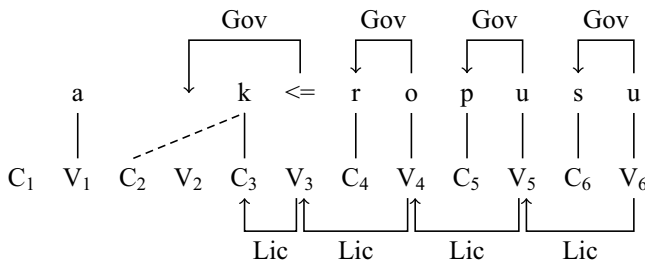 Gov Gov Gov Gov
a k <= r o p u s u
C₁ V₁ C₂ V₂ C₃ V₃ C₄ V₄ C₅ V₅ C₆ V₆
Lic Lic Lic Lic